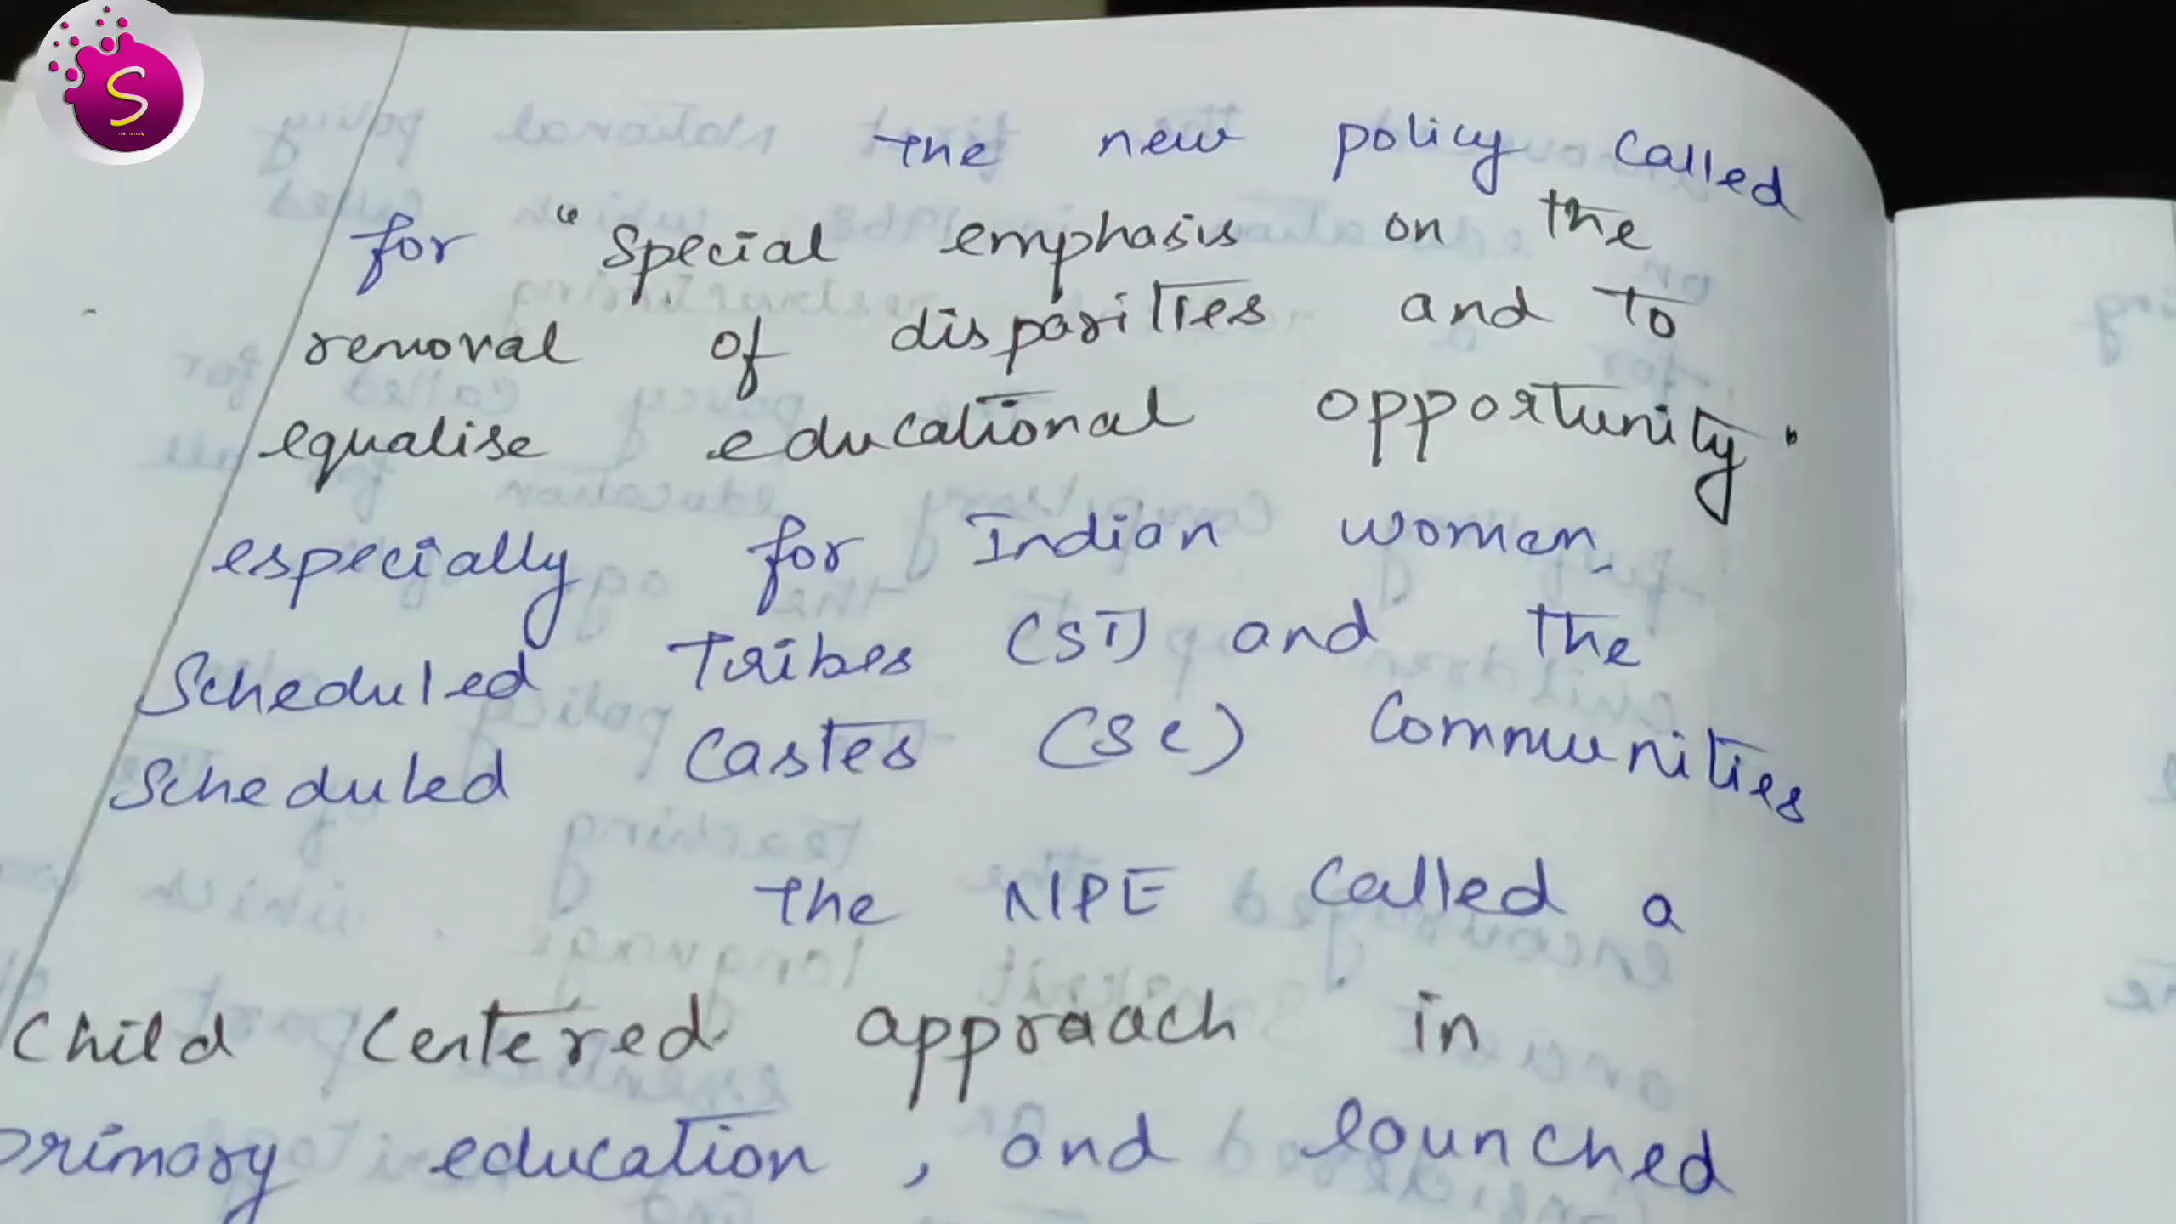 S
the new policy called
for "Special emphasis on the
removal of disparities and to
equalise educational opportunity"
especially for Indian women.
Scheduled Tribes (ST) and the
Scheduled Castes (SC) Communities
the NPE called a
Child Centered approach in
primary education, and launched